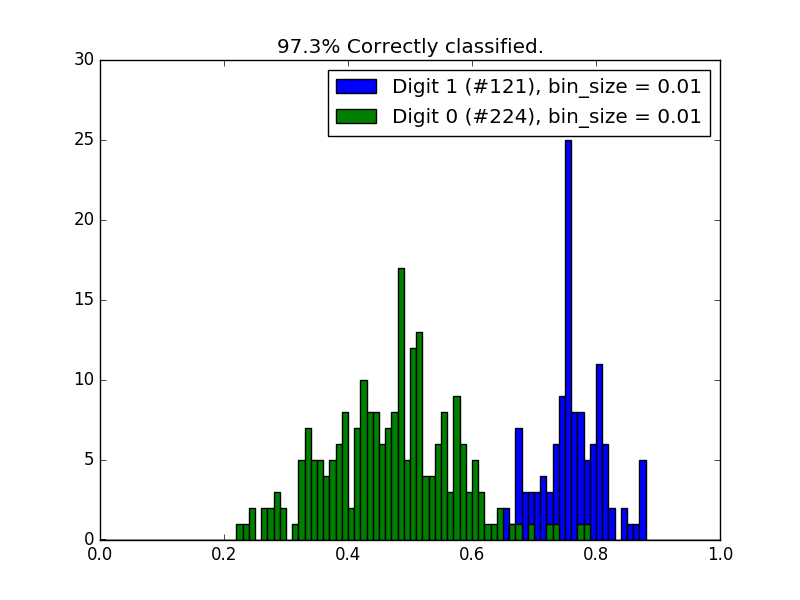 97.3% Correctly classified.
30
Digit 1 (#121), bin_size = 0.01
Digit 0 (#224), bin_size = 0.01
25
20
15
10
5
0
0.0 0.2 0.4 0.6 0.8 1.0